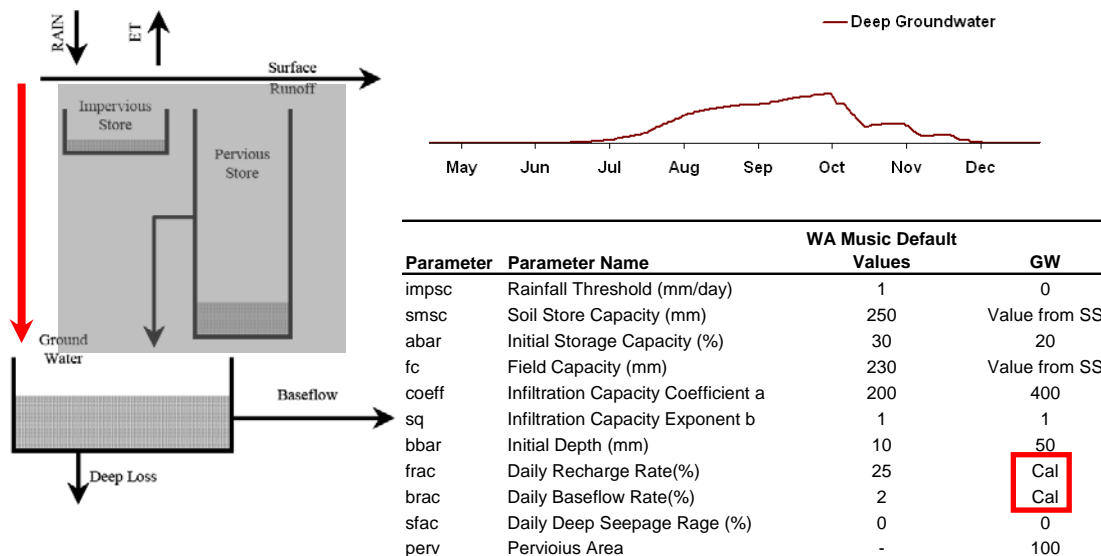 RAIN
ET
Surface
Runoff
Impervious
Store
Pervious
Store
Ground
Water
Baseflow
Deep Loss
Deep Groundwater
May Jun Jul Aug Sep Oct Nov Dec
WA Music Default
Parameter Parameter Name Values GW
impsc Rainfall Threshold (mm/day) 1 0
smsc Soil Store Capacity (mm) 250 Value from SS
abar Initial Storage Capacity (%) 30 20
fc Field Capacity (mm) 230 Value from SS
coeff Infiltration Capacity Coefficient a 200 400
sq Infiltration Capacity Exponent b 1 1
bbar Initial Depth (mm) 10 50
frac Daily Recharge Rate(%) 25 Cal
brac Daily Baseflow Rate(%) 2 Cal
sfac Daily Deep Seepage Rage (%) 0 0
perv Pervioius Area - 100